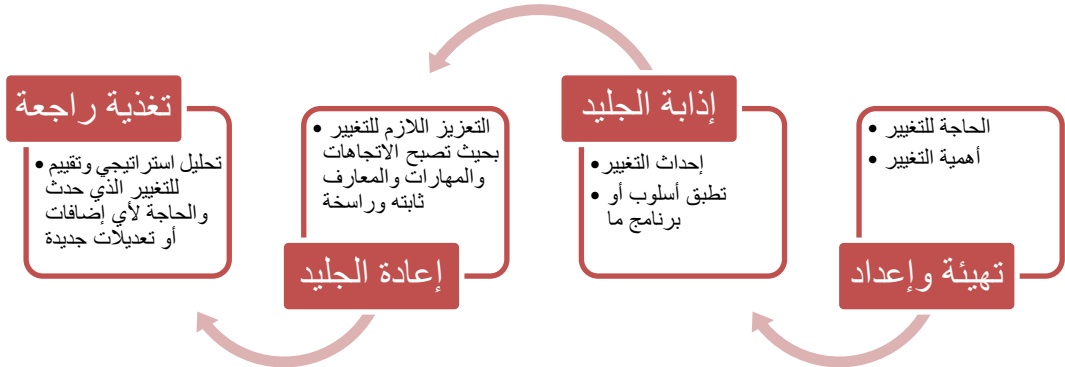 الحاجة للتغيير
أهمية التغيير
تهيئة وإعداد
إذابة الجليد
إحداث التغيير
تطبق أسلوب أو
برنامج ما
التعزيز اللازم للتغيير
بحيث تصبح الاتجاهات
والمهارات والمعارف
ثابته وراسخة
إعادة الجليد
تغذية راجعة
تحليل استراتيجي وتقييم
للتغيير الذي حدث
والحاجة لأي إضافات
أو تعديلات جديدة